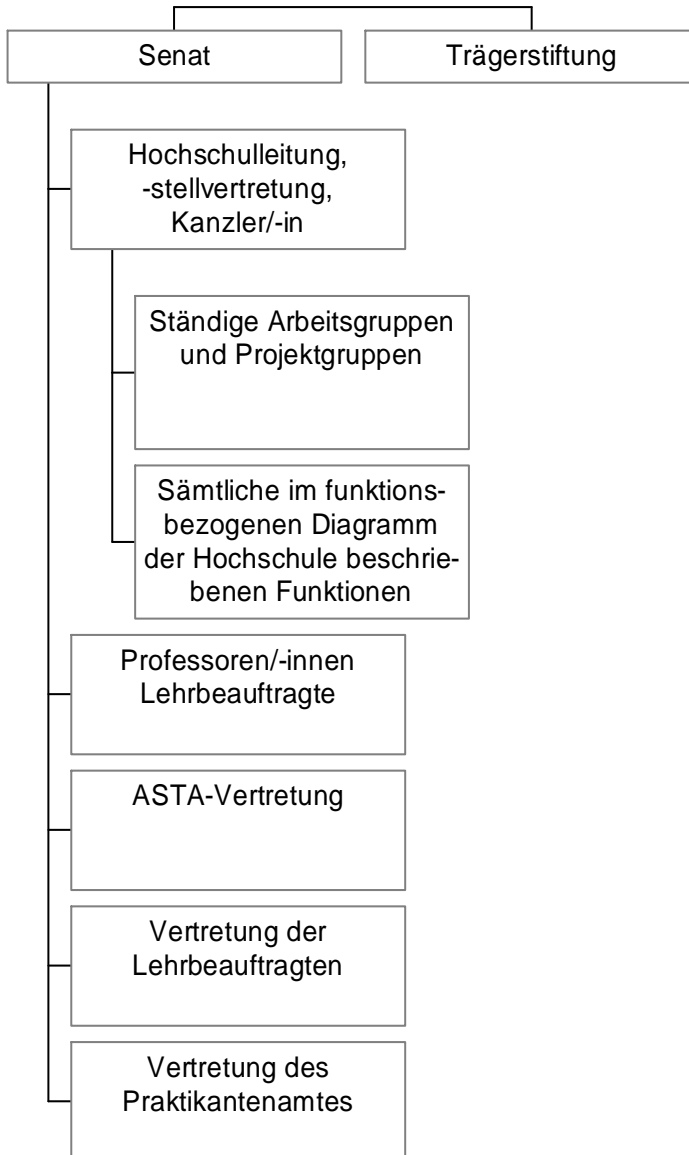 Senat
Trägerstiftung
Hochschulleitung,
-stellvertretung,
Kanzler/-in
Ständige Arbeitsgruppen
und Projektgruppen
Sämtliche im funktions-
bezogenen Diagramm
der Hochschule beschrie-
benen Funktionen
Professoren/-innen
Lehrbeauftragte
ASTA-Vertretung
Vertretung der
Lehrbeauftragten
Vertretung des
Praktikantenamtes